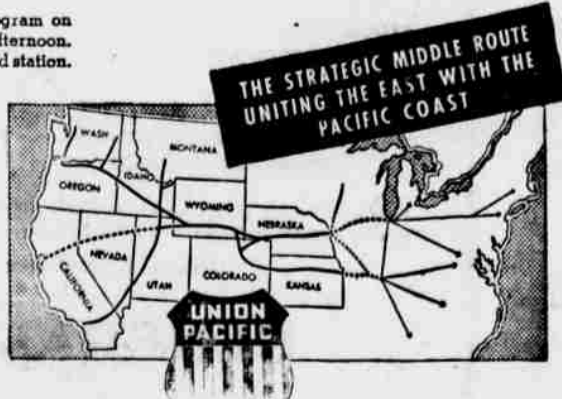 ogram on
fternoon.
d station.
THE STRATEGIC MIDDLE ROUTE
UNITING THE EAST WITH THE
PACIFIC COAST
WASH
MONTANA
IDAHO
OREGON
WYOMING
NEBRASKA
NEVADA
UTAH
COLORADO
KANSAS
CALIFORNIA
UNION
PACIFIC